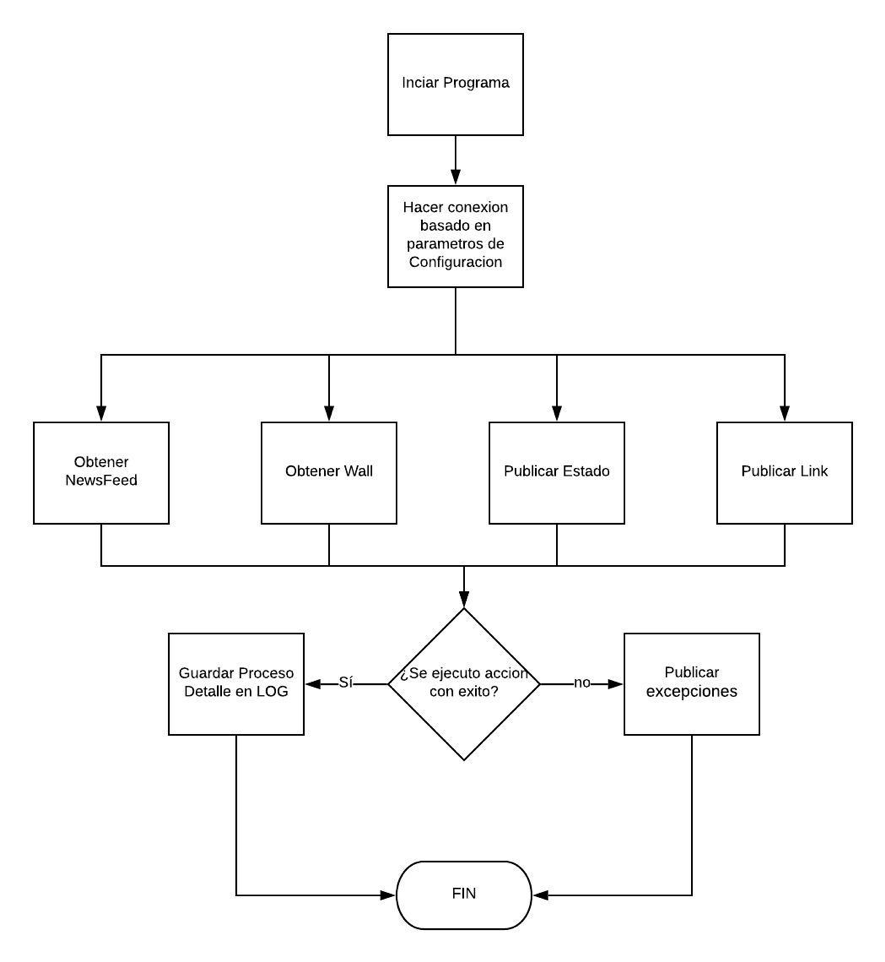 Inciar Programa
Hacer conexion
basado en
parametros de
Configuracion
Obtener
NewsFeed
Obtener Wall
Publicar Estado
Publicar Link
¿Se ejecuto accion
con exito?
Sí
no
Guardar Proceso
Detalle en LOG
Publicar
excepciones
FIN